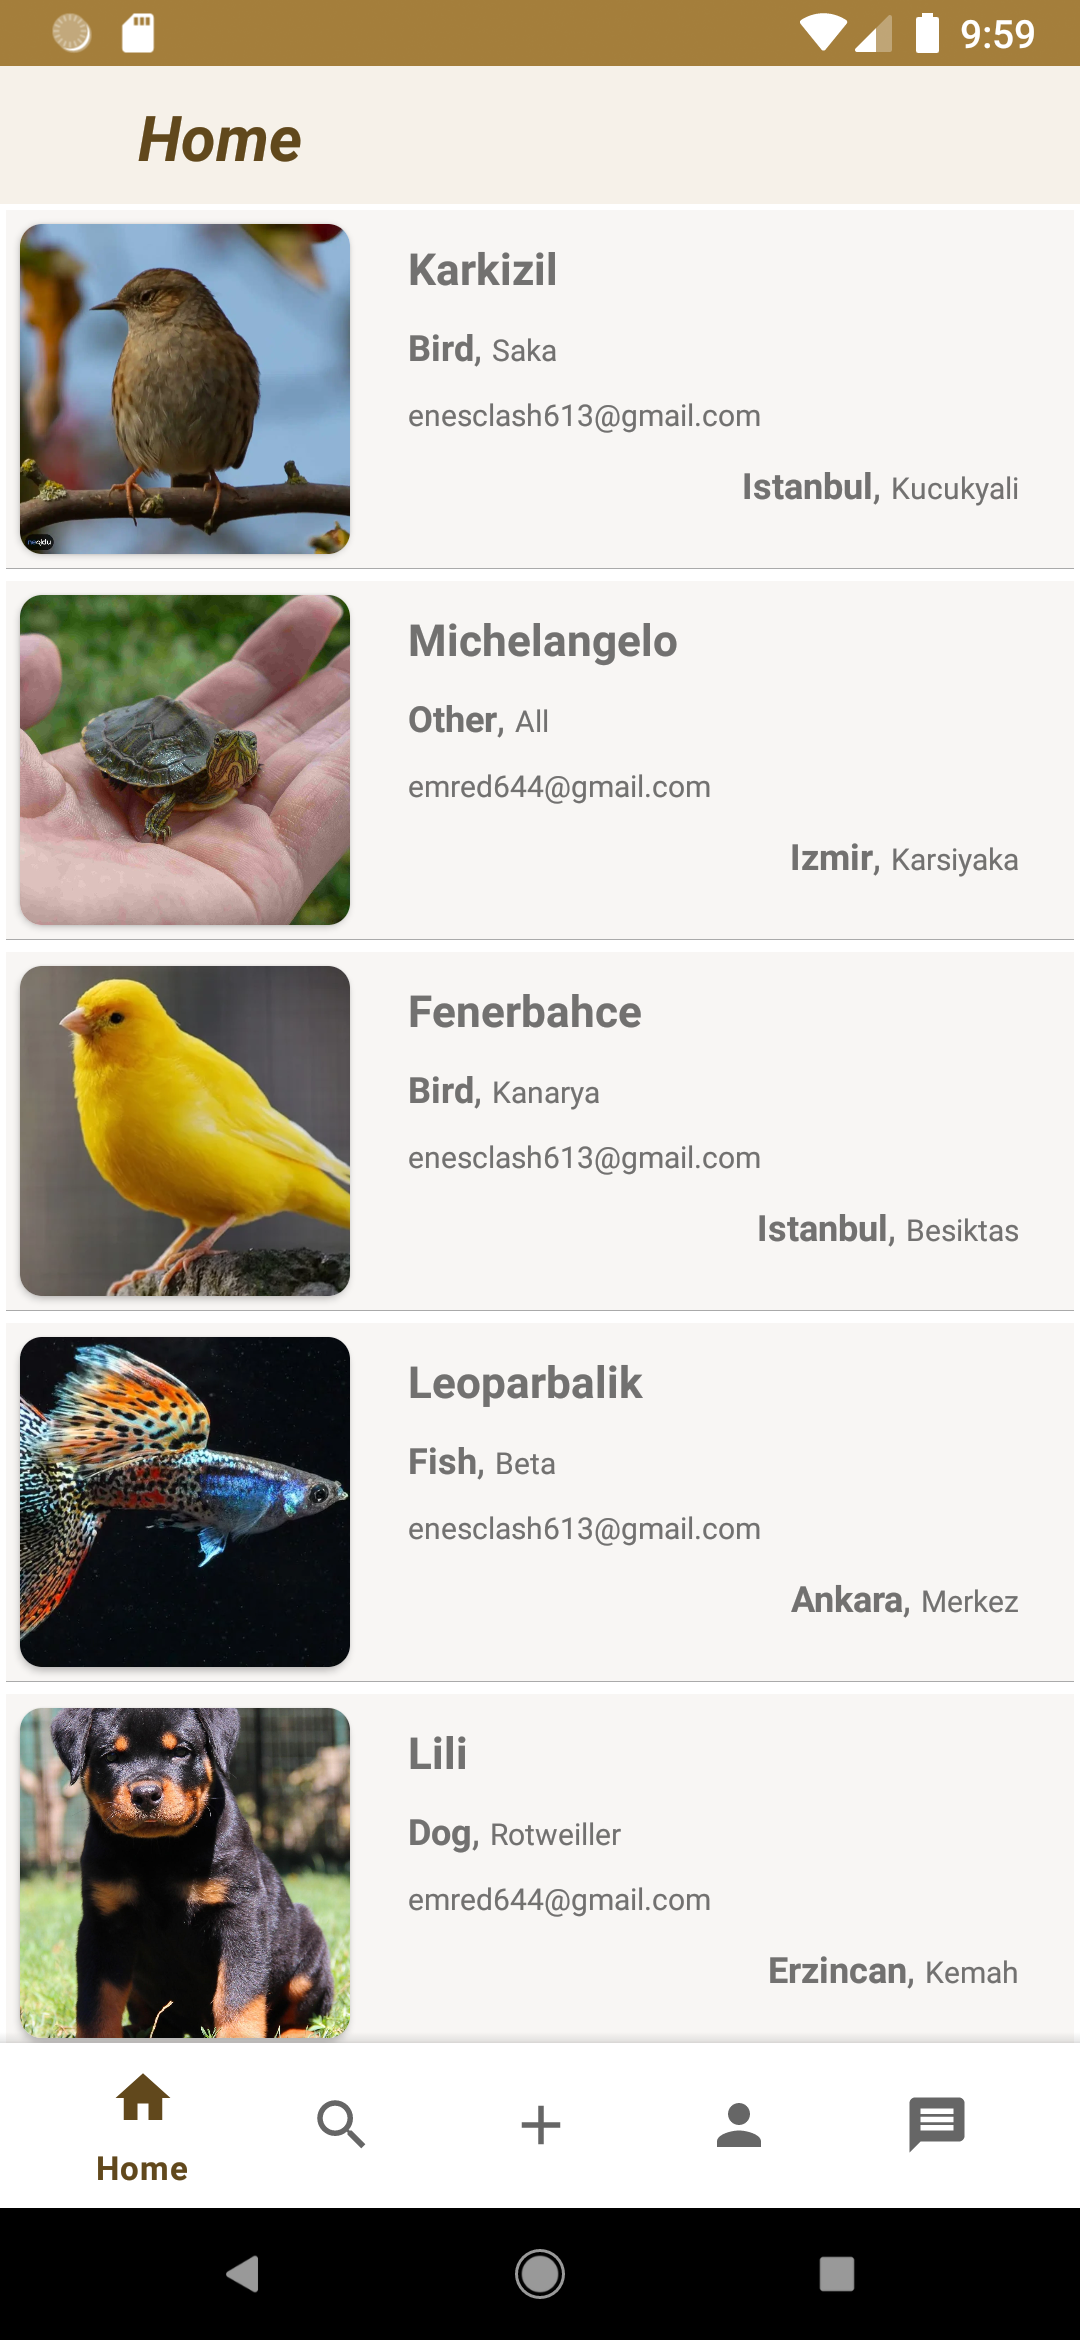 9:59
Home
Karkizil
Bird, Saka
enesclash613@gmail.com
Istanbul, Kucukyali
Michelangelo
Other, All
emred644@gmail.com
Izmir, Karsiyaka
Fenerbahce
Bird, Kanarya
enesclash613@gmail.com
Istanbul, Besiktas
Leoparbalik
Fish, Beta
enesclash613@gmail.com
Ankara, Merkez
Lili
Dog, Rotweiller
emred644@gmail.com
Erzincan, Kemah
Home